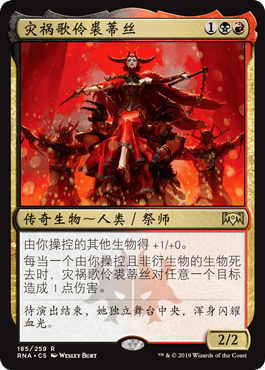 灾祸歌伶裘蒂丝 1
传奇生物～人类 / 祭师
由你操控的其他生物得 +1/+0。
每当一个由你操控且非衍生物的生物死
去时,灾祸歌伶裘蒂丝对任意一个目标
造成 1 点伤害。
待演出结束,她独立舞台中央,浑身闪耀
血光。
2/2
185/259 R
RNA • CS WESLEY BURT
™ & © 2019 Wizards of the Coast